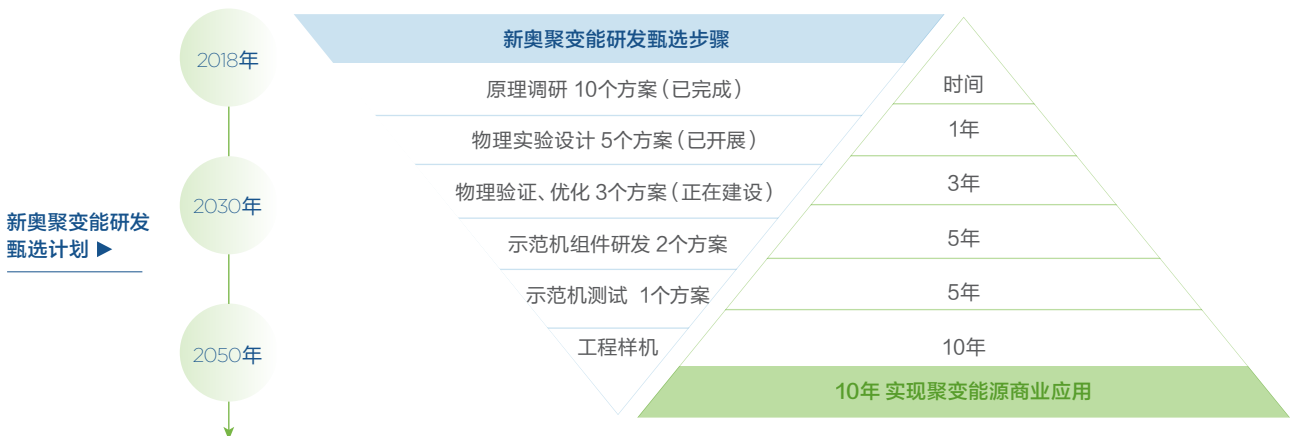 新奥聚变能研发
甄选计划 ▶
2018年
2030年
2050年
新奥聚变能研发甄选步骤
原理调研 10个方案（已完成）
物理实验设计 5个方案（已开展）
物理验证、优化 3个方案（正在建设）
示范机组件研发 2个方案
示范机测试 1个方案
工程样机
时间
1年
3年
5年
5年
10年
10年 实现聚变能源商业应用